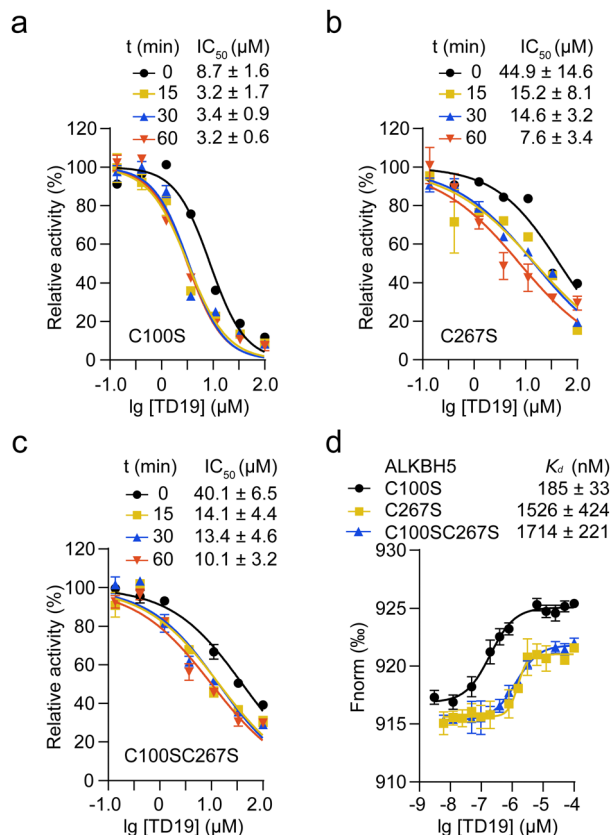 a
t (min) IC50 (µM)
0 8.7 ± 1.6
15 3.2 ± 1.7
30 3.4 ± 0.9
60 3.2 ± 0.6
Relative activity (%)
120
100
80
60
40
20
0
C100S
-1.0 0 1.0 2.0
lg [TD19] (µM)
b
t (min) IC50 (µM)
0 44.9 ± 14.6
15 15.2 ± 8.1
30 14.6 ± 3.2
60 7.6 ± 3.4
Relative activity (%)
120
100
80
60
40
20
0
C267S
-1.0 0 1.0 2.0
lg [TD19] (µM)
c
t (min) IC50 (µM)
0 40.1 ± 6.5
15 14.1 ± 4.4
30 13.4 ± 4.6
60 10.1 ± 3.2
Relative activity (%)
120
100
80
60
40
20
0
C100SC267S
-1.0 0 1.0 2.0
lg [TD19] (µM)
d
ALKBH5 Kd (nM)
C100S 185 ± 33
C267S 1526 ± 424
C100SC267S 1714 ± 221
Fnorm (‰)
930
925
920
915
910
-9 -8 -7 -6 -5 -4
lg [TD19] (µM)